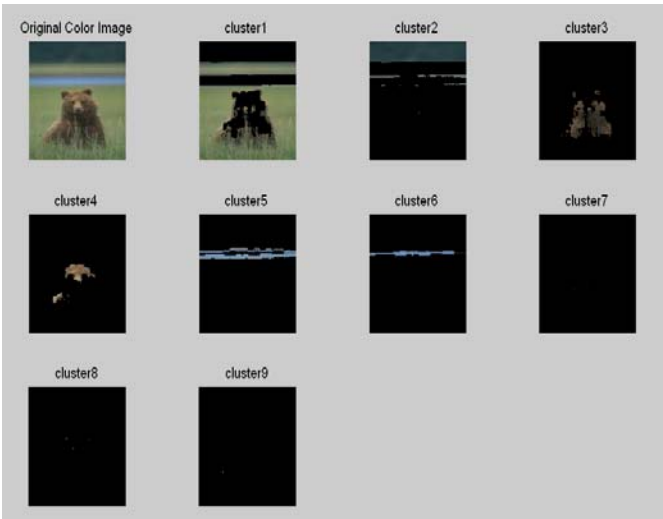 Original Color Image
cluster1
cluster2
cluster3
cluster4
cluster5
cluster6
cluster7
cluster8
cluster9